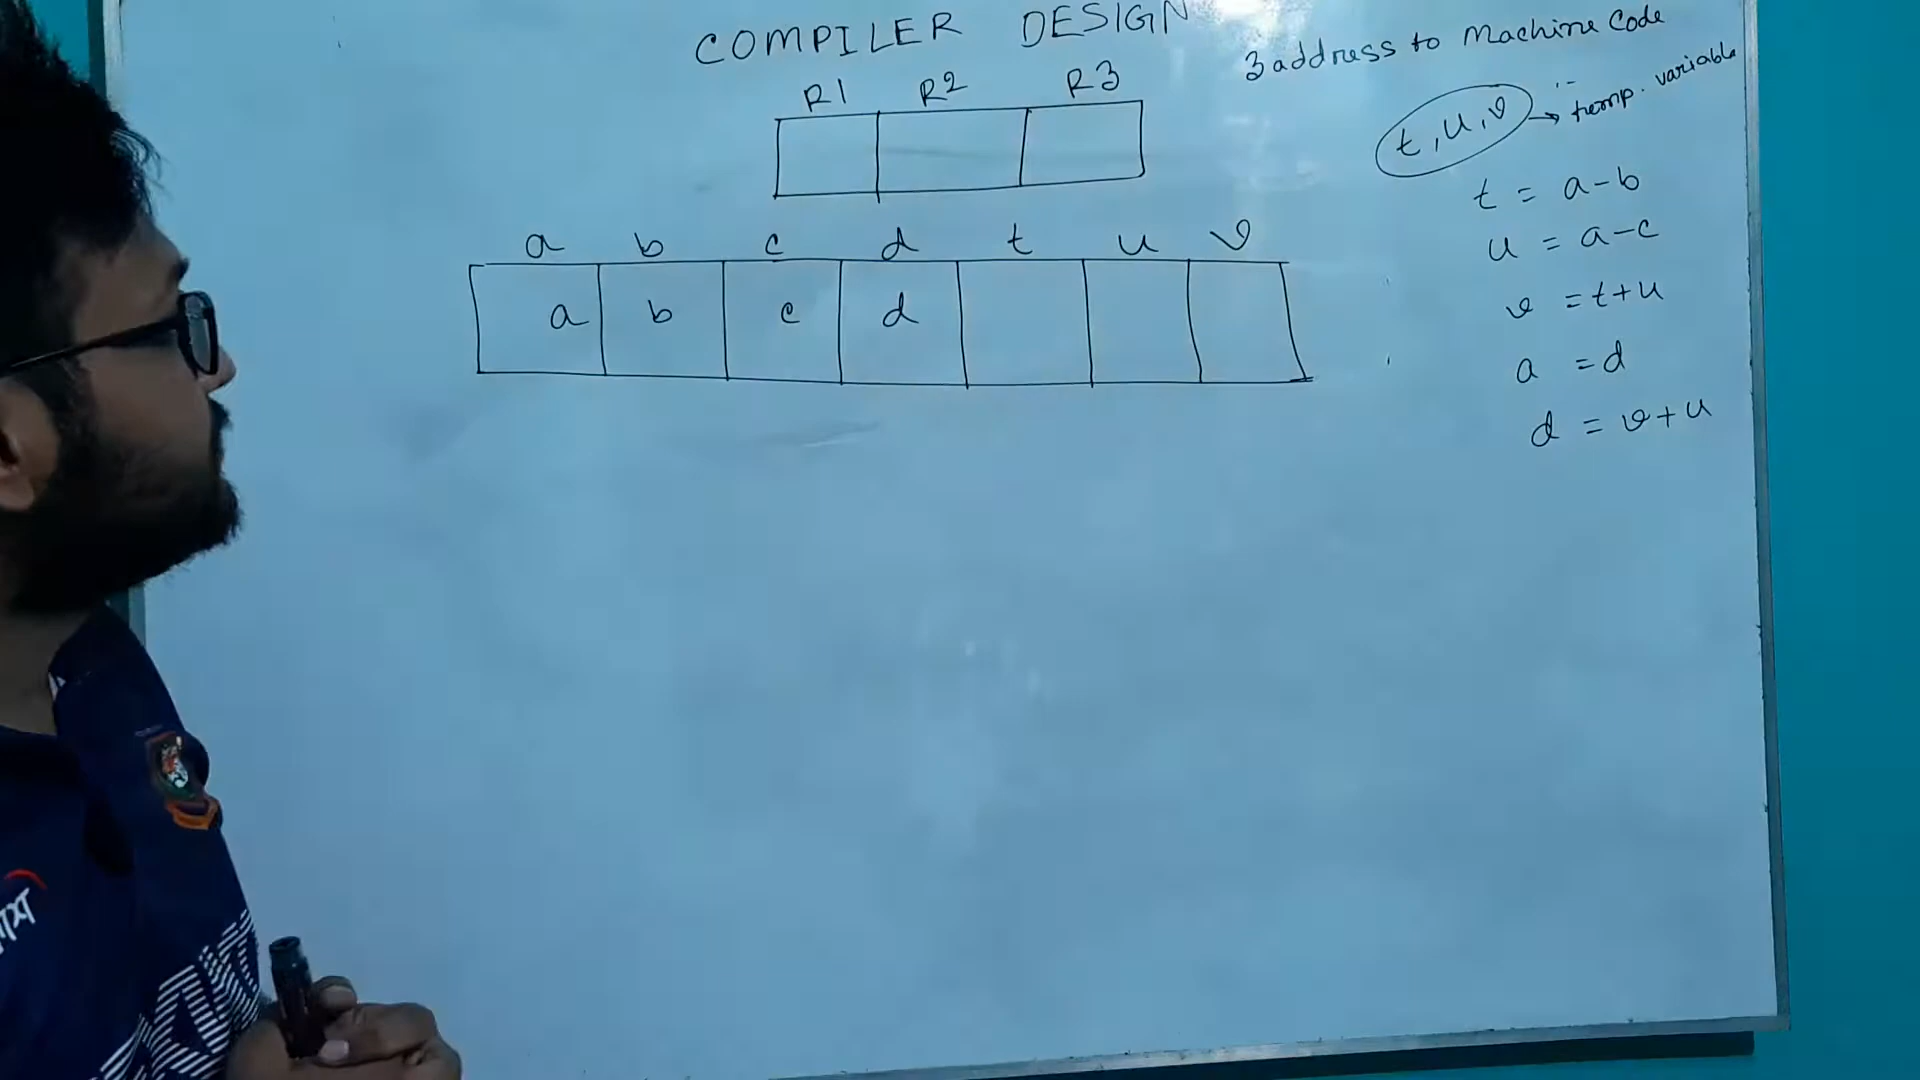 COMPILER DESIGN
3 address to Machine Code
R1 R2 R3
t, u, v → temp. variable
t = a-b
a b c d t u v
u = a-c
a b c d
v = t+u
a = d
d = v+u